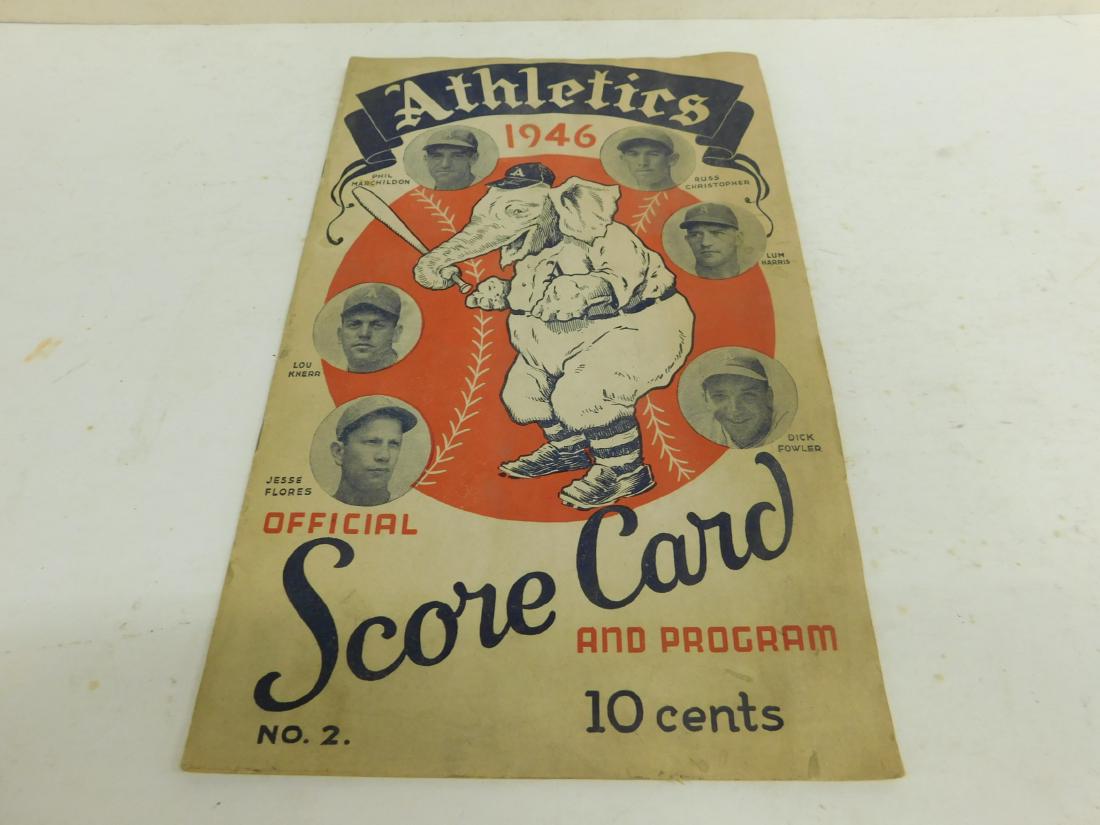 Athletics
1946
PHIL
MARCHILDON
RUSS
CHRISTOPHER
A
LUM
HARRIS
LOU
KNERR
DICK
FOWLER
JESSE
FLORES
OFFICIAL
Score Card
AND PROGRAM
NO. 2.
10 cents